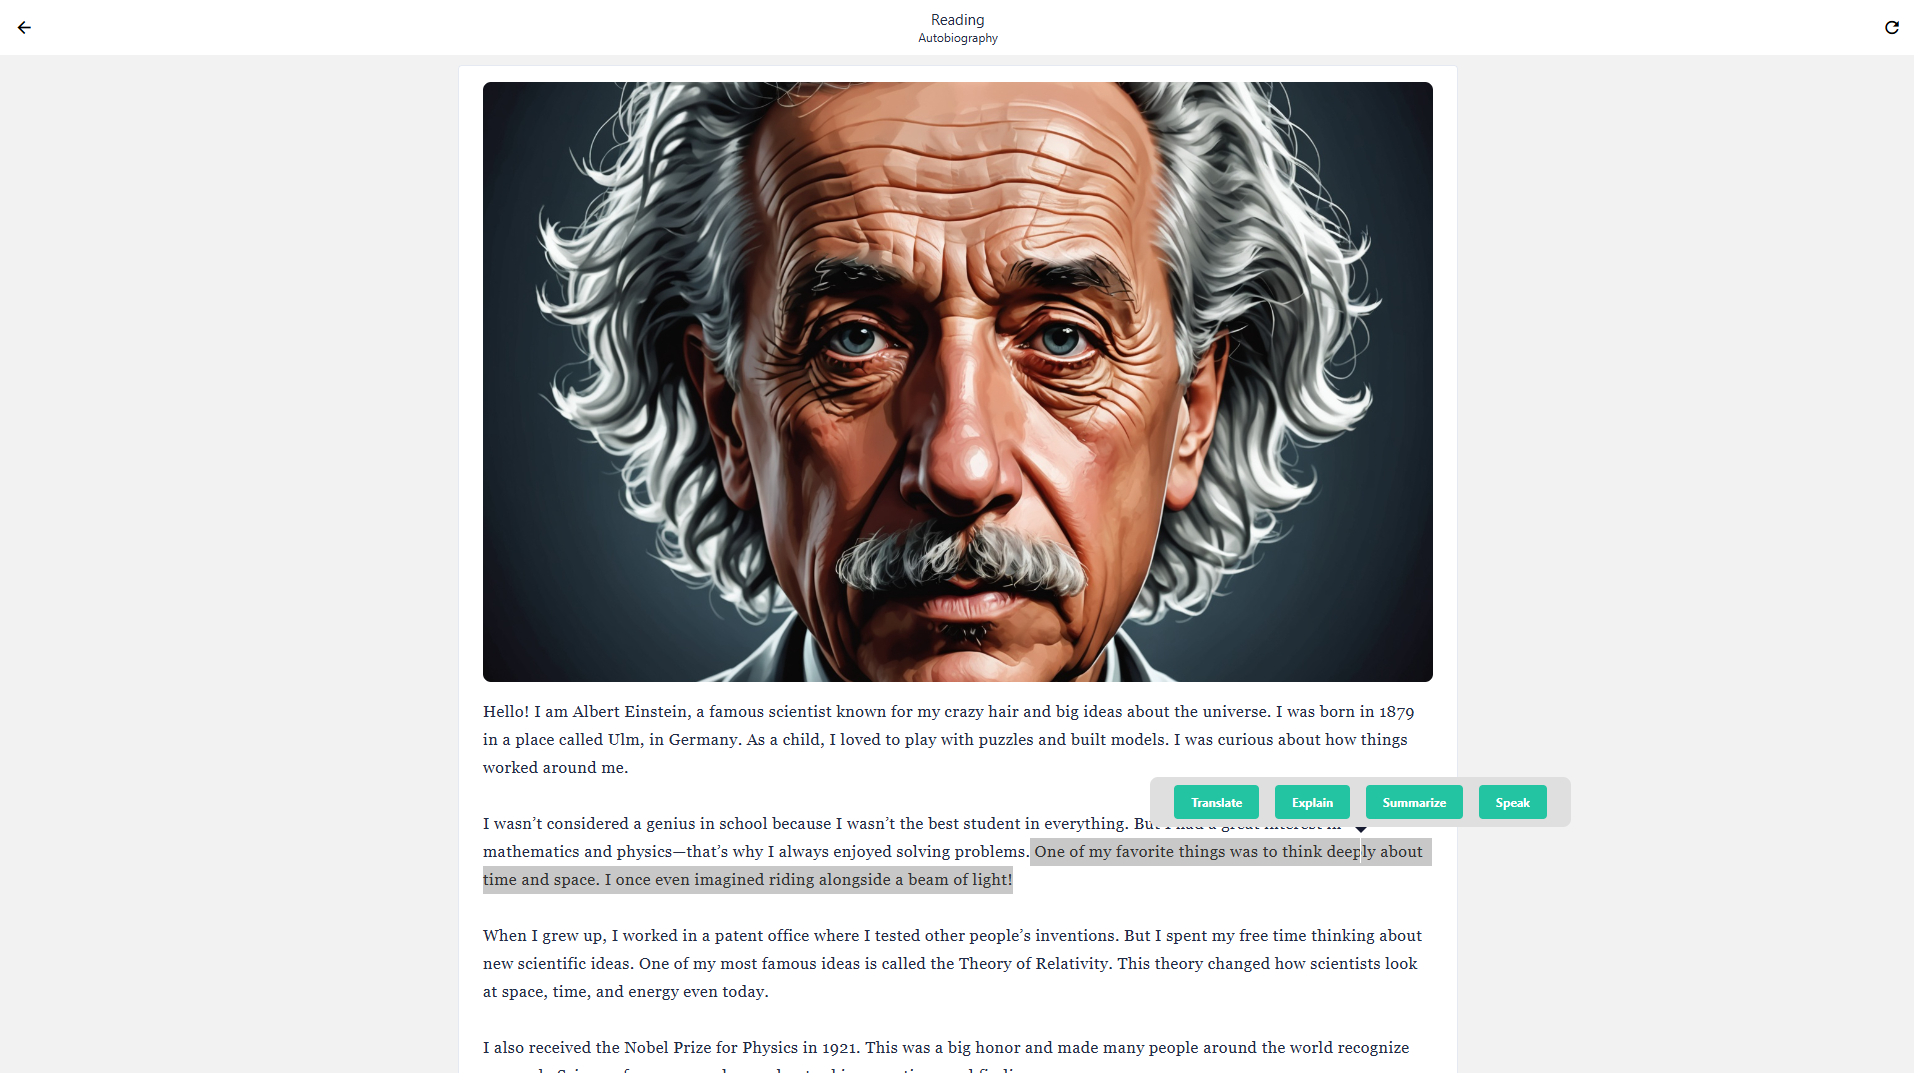 Reading
Autobiography
Hello! I am Albert Einstein, a famous scientist known for my crazy hair and big ideas about the universe. I was born in 1879
in a place called Ulm, in Germany. As a child, I loved to play with puzzles and built models. I was curious about how things
worked around me.
Translate Explain Summarize Speak
I wasn’t considered a genius in school because I wasn’t the best student in everything. But I had a great interest in
mathematics and physics—that’s why I always enjoyed solving problems. One of my favorite things was to think deeply about
time and space. I once even imagined riding alongside a beam of light!
When I grew up, I worked in a patent office where I tested other people’s inventions. But I spent my free time thinking about
new scientific ideas. One of my most famous ideas is called the Theory of Relativity. This theory changed how scientists look
at space, time, and energy even today.
I also received the Nobel Prize for Physics in 1921. This was a big honor and made many people around the world recognize